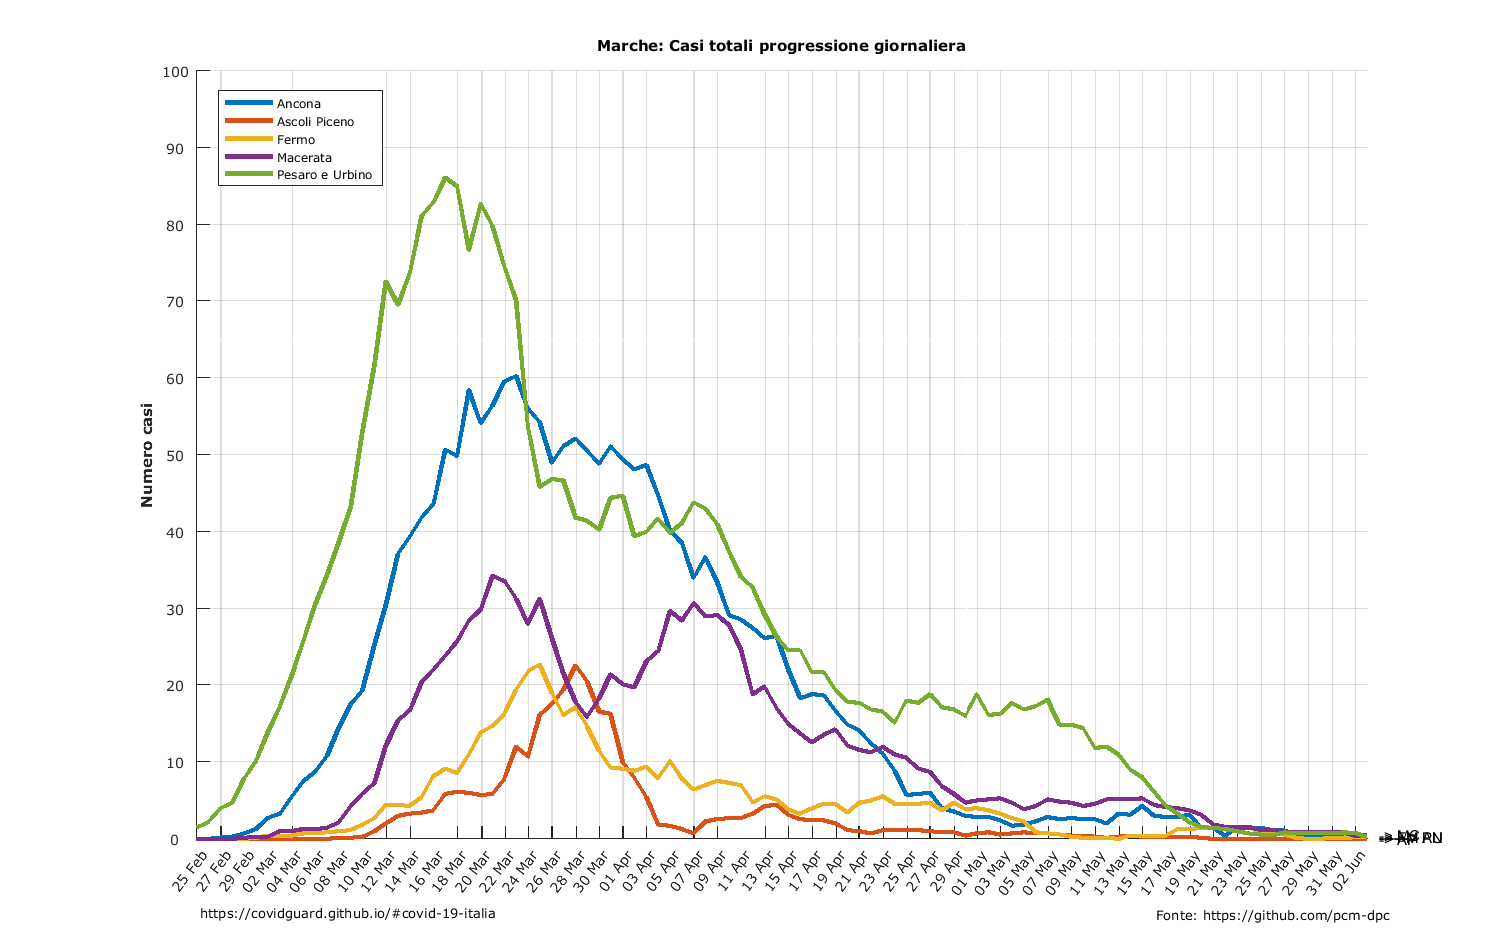 Marche: Casi totali progressione giornaliera
100
90
80
70
60
50
40
30
20
10
0
Numero casi
Ancona
Ascoli Piceno
Fermo
Macerata
Pesaro e Urbino
25 Feb
27 Feb
29 Feb
02 Mar
04 Mar
06 Mar
08 Mar
10 Mar
12 Mar
14 Mar
16 Mar
18 Mar
20 Mar
22 Mar
24 Mar
26 Mar
28 Mar
30 Mar
01 Apr
03 Apr
05 Apr
07 Apr
09 Apr
11 Apr
13 Apr
15 Apr
17 Apr
19 Apr
21 Apr
23 Apr
25 Apr
27 Apr
29 Apr
01 May
03 May
05 May
07 May
09 May
11 May
13 May
15 May
17 May
19 May
21 May
23 May
25 May
27 May
29 May
31 May
02 Jun
https://covidguard.github.io/#covid-19-italia
Fonte: https://github.com/pcm-dpc